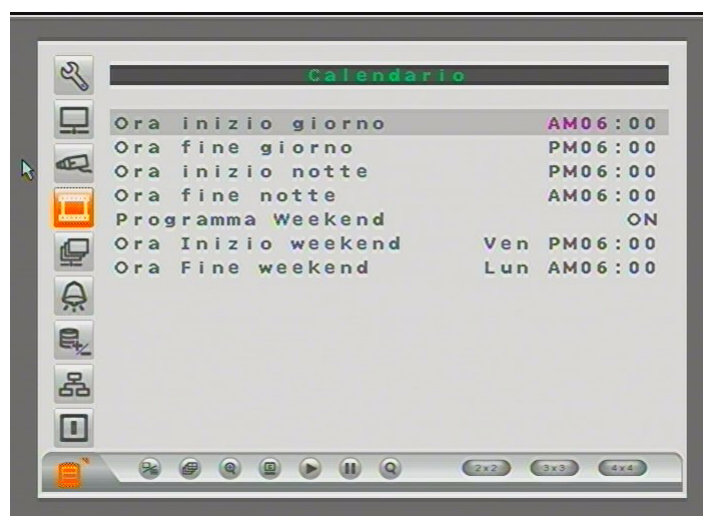 Calendario
Ora inizio giorno AM06:00
Ora fine giorno PM06:00
Ora inizio notte PM06:00
Ora fine notte AM06:00
Programma Weekend ON
Ora Inizio weekend Ven PM06:00
Ora Fine weekend Lun AM06:00
2x2 3x3 4x4